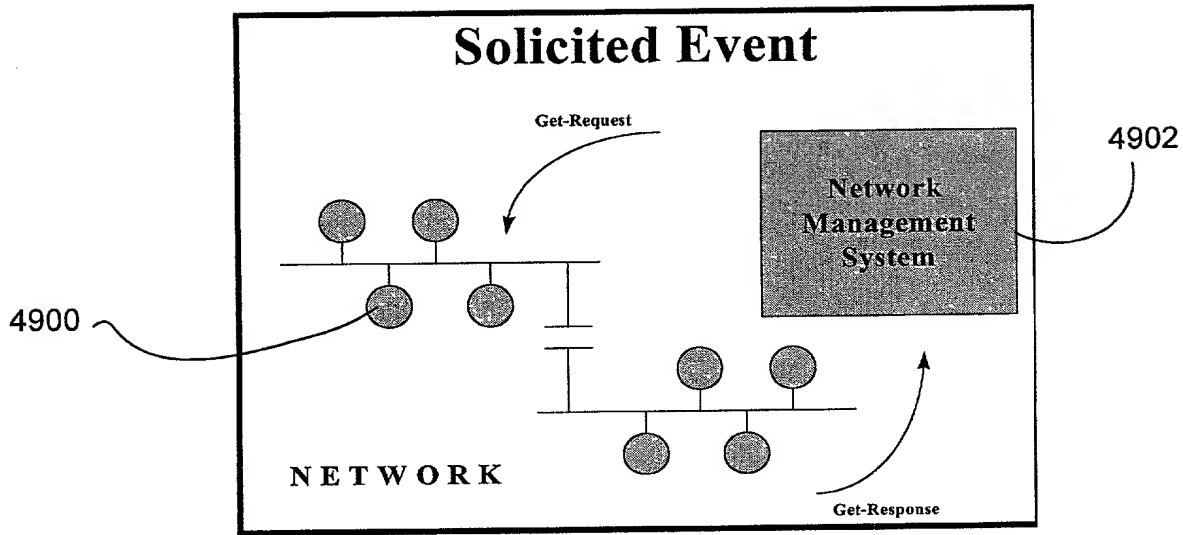 Solicited Event
Get-Request
4902
Network
Management
System
4900
NETWORK
Get-Response